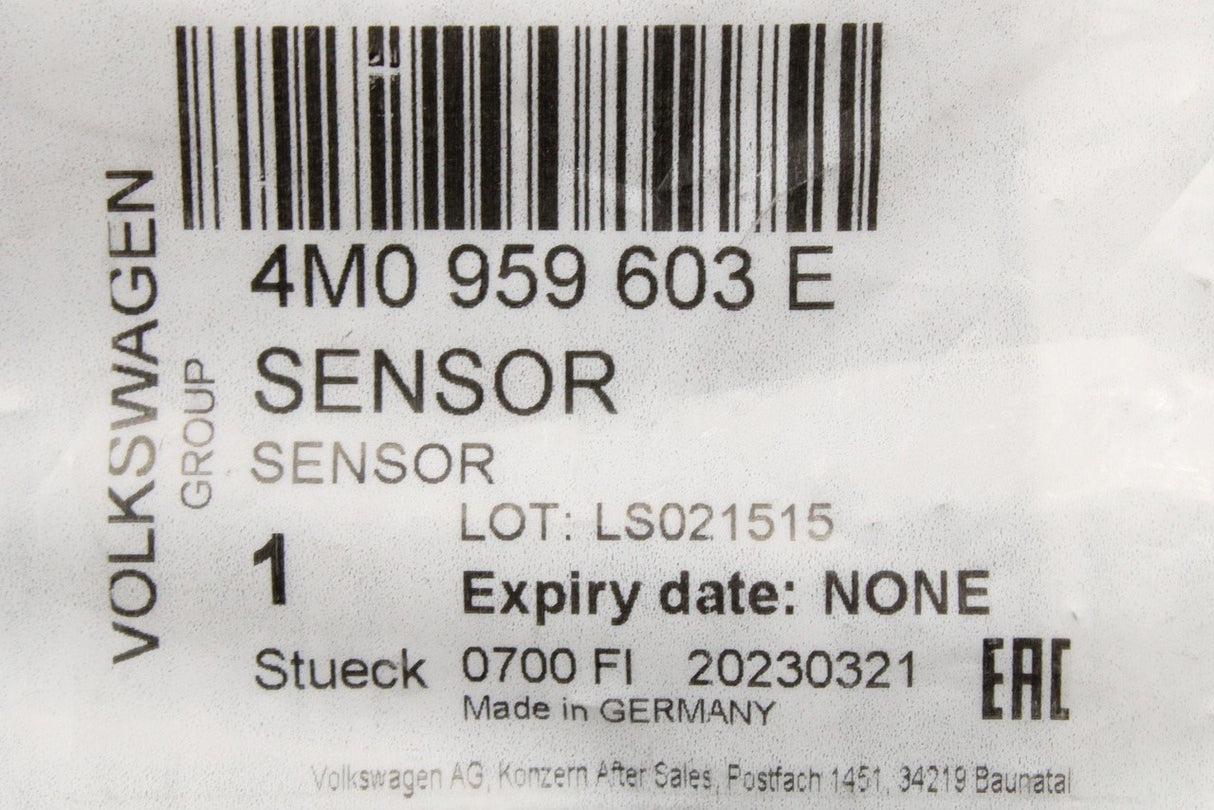 VOLKSWAGEN
GROUP
4M0 959 603 E
SENSOR
SENSOR
LOT: LS021515
1
Expiry date: NONE
Stueck 0700 FI 20230321
EAC
Made in GERMANY
Volkswagen AG, Konzern After Sales, Postfach 1451, 34219 Baunatal